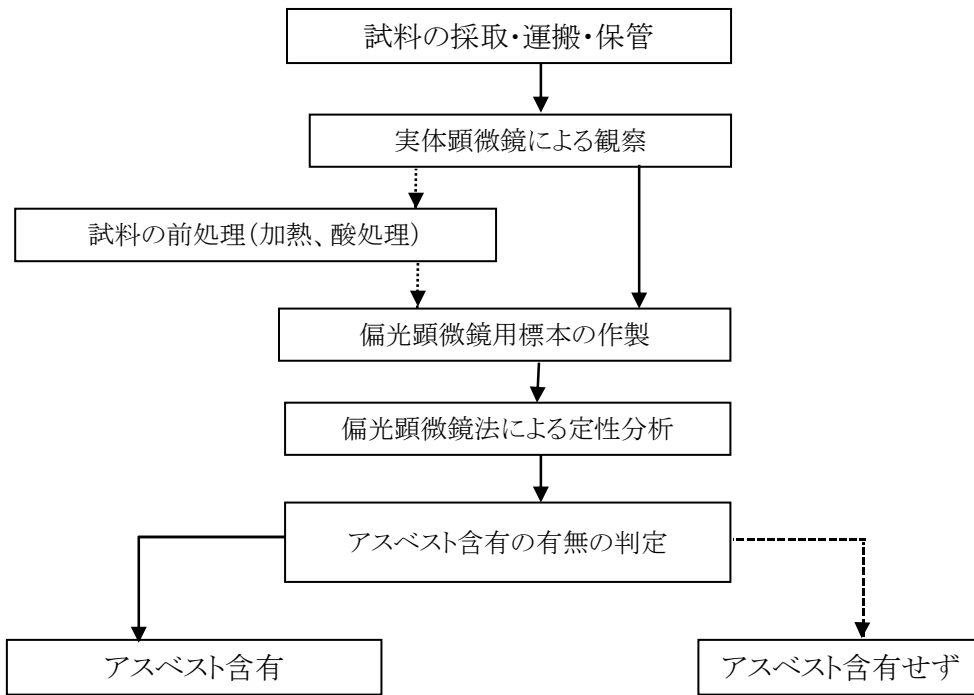 試料の採取・運搬・保管
実体顕微鏡による観察
試料の前処理（加熱、酸処理）
偏光顕微鏡用標本の作製
偏光顕微鏡法による定性分析
アスベスト含有の有無の判定
アスベスト含有
アスベスト含有せず